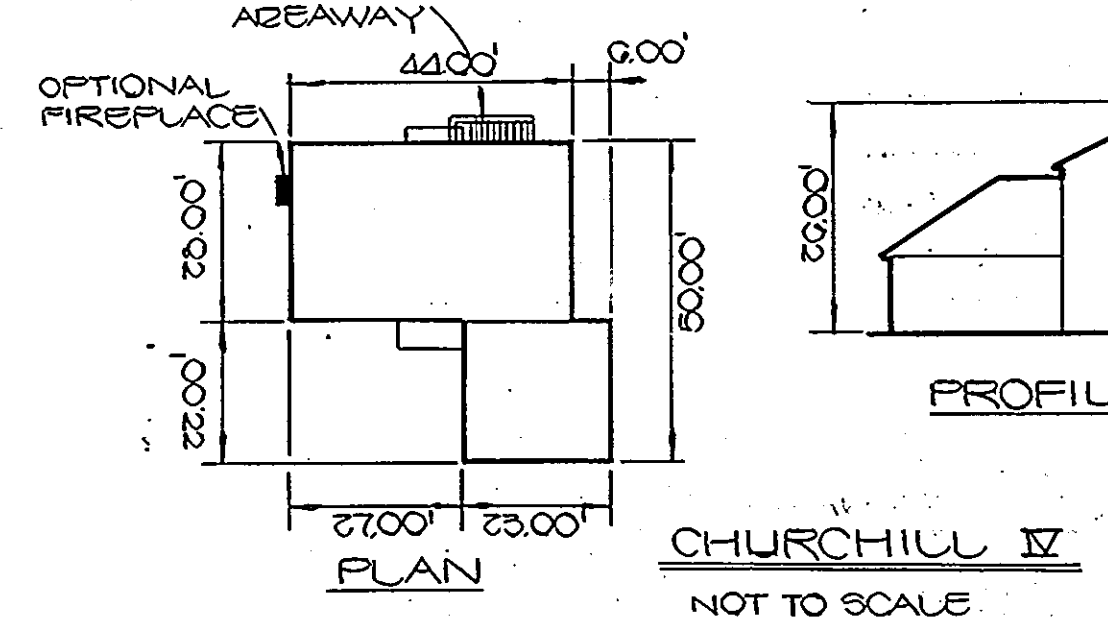 AREAWAY
44.00'
6.00'
OPTIONAL
FIREPLACE
28.00'
50.00'
26.00'
22.00'
27.00'
23.00'
PLAN
PROFIL
CHURCHILL IV
NOT TO SCALE